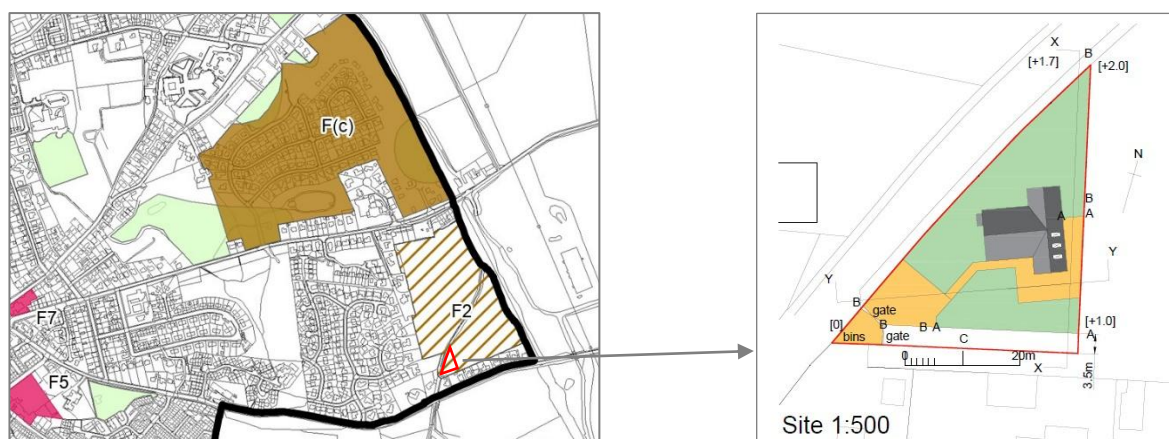 F(c)
F2
F7
F5
X
B
[+1.7]
[+2.0]
N
B
A
A
Y
Y
B
gate
[0]
B
B A
[+1.0]
bins
gate
C
A
0
20m
X
3.5m
Site 1:500